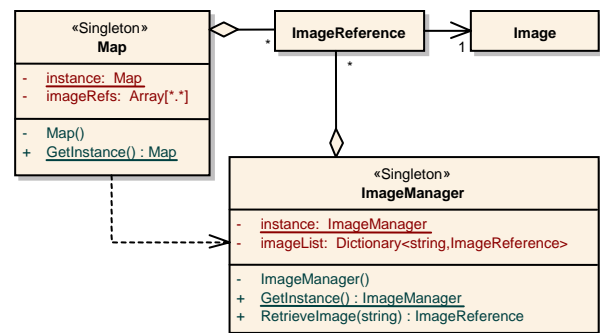 «Singleton»
Map
- instance: Map
- imageRefs: Array[*.*]
- Map()
+ GetInstance() : Map
*
ImageReference
1
Image
*
«Singleton»
ImageManager
- instance: ImageManager
- imageList: Dictionary<string,ImageReference>
- ImageManager()
+ GetInstance() : ImageManager
+ RetrieveImage(string) : ImageReference